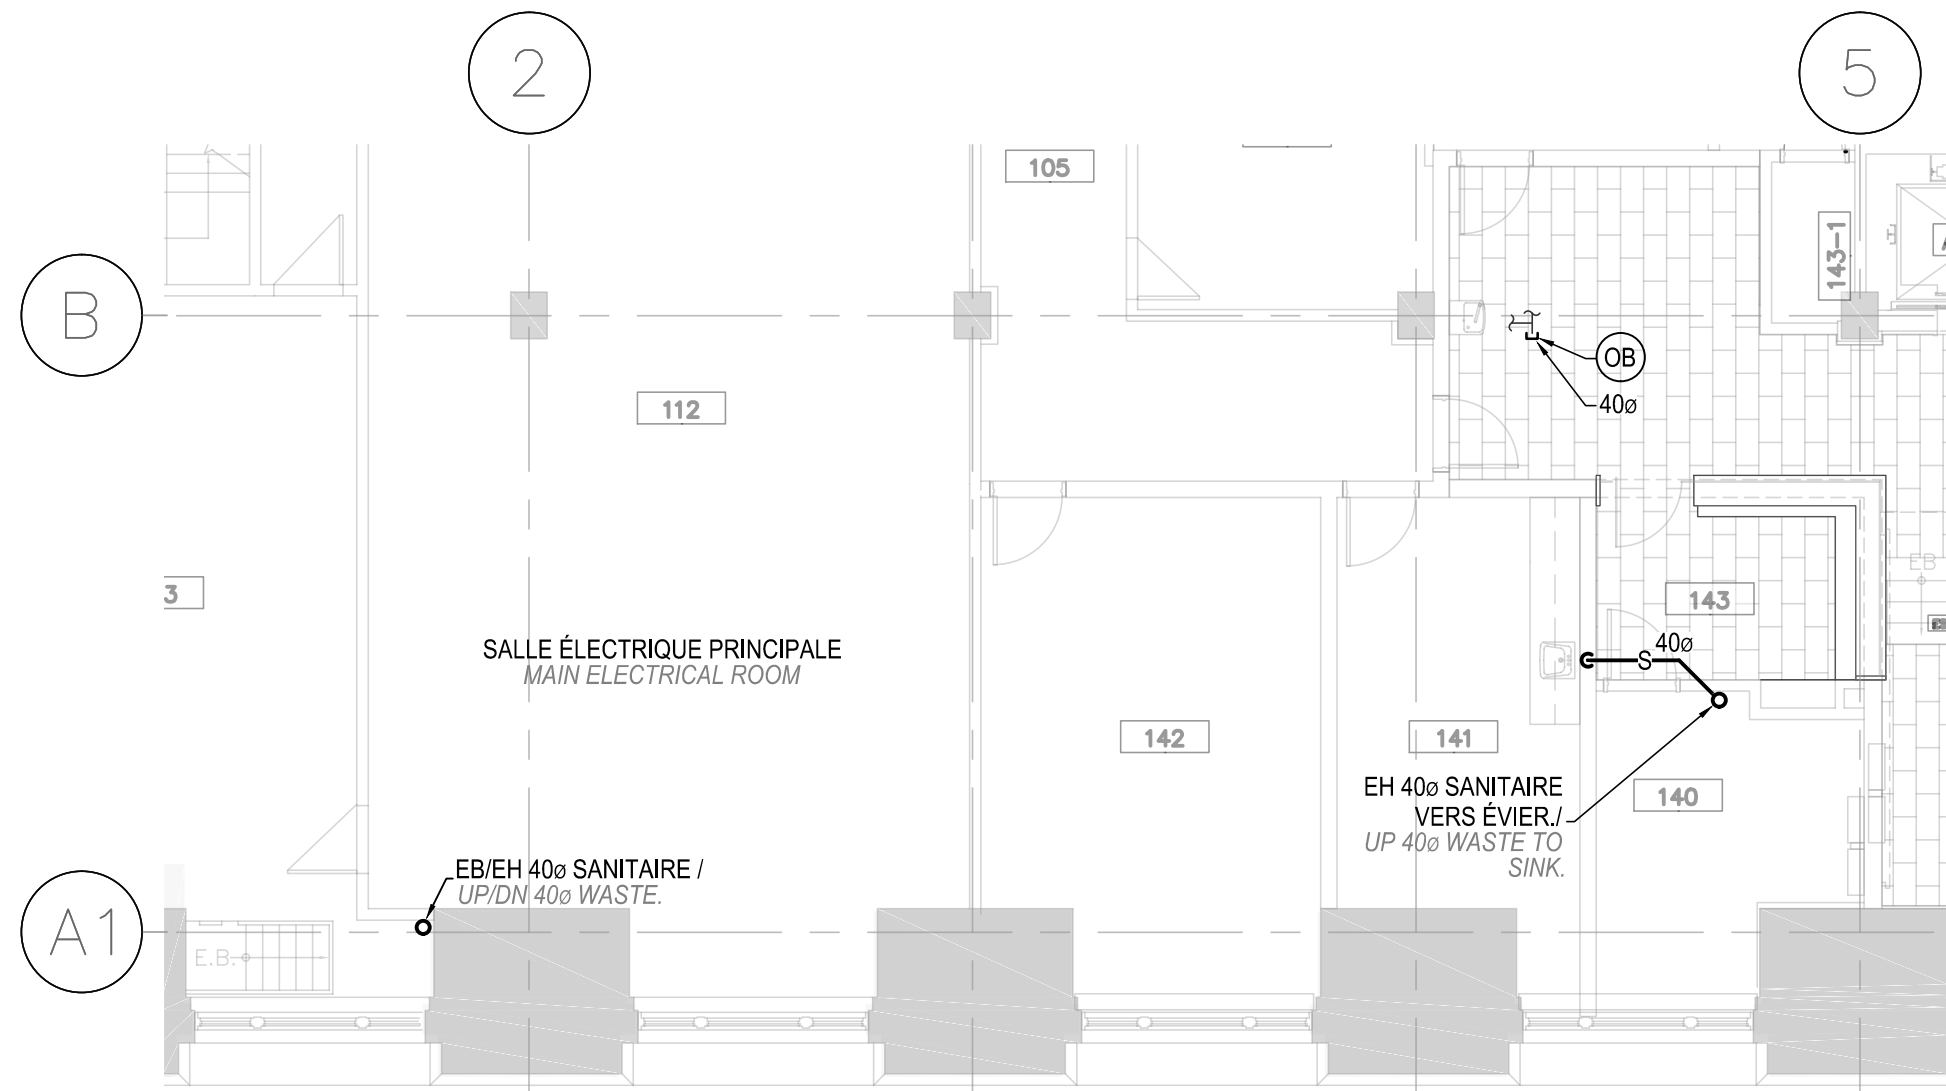 2
5
105
143-1
B
OB
40ø
112
EB
3
143
SALLE ÉLECTRIQUE PRINCIPALE
MAIN ELECTRICAL ROOM
40ø
S
142
141
EH 40ø SANITAIRE
VERS ÉVIER./
UP 40ø WASTE TO
SINK.
140
EB/EH 40ø SANITAIRE /
UP/DN 40ø WASTE.
A1
E.B.